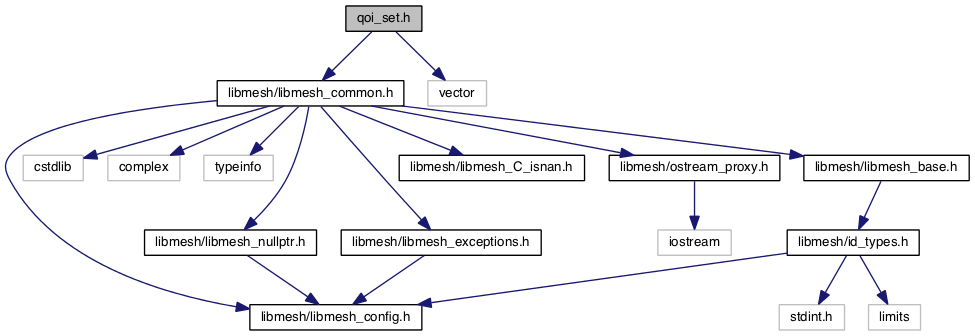 qoi_set.h
libmesh/libmesh_common.h
vector
cstdlib
complex
typeinfo
libmesh/libmesh_C_isnan.h
libmesh/ostream_proxy.h
libmesh/libmesh_base.h
libmesh/libmesh_nullptr.h
libmesh/libmesh_exceptions.h
iostream
libmesh/id_types.h
libmesh/libmesh_config.h
stdint.h
limits